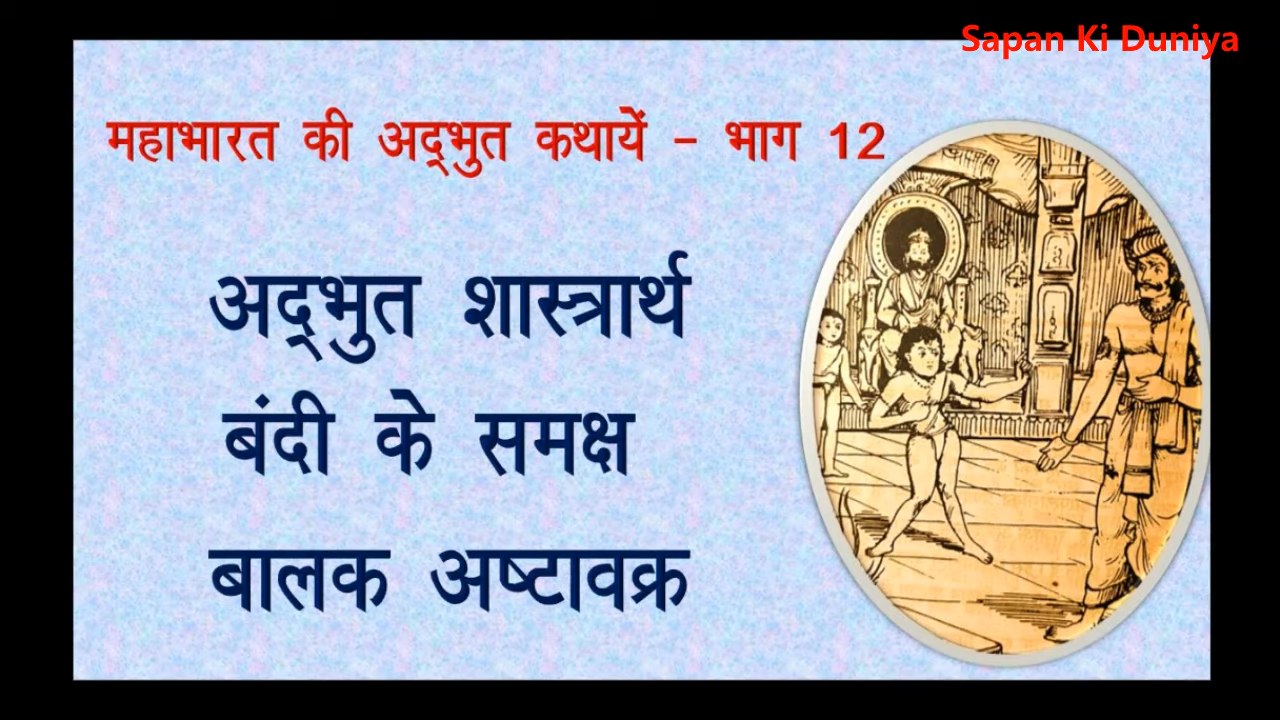 Sapan Ki Duniya
महाभारत की अद्‌भुत कथायें - भाग 12
अद्‌भुत शास्त्रार्थ
बंदी के समक्ष
बालक अष्टावक्र